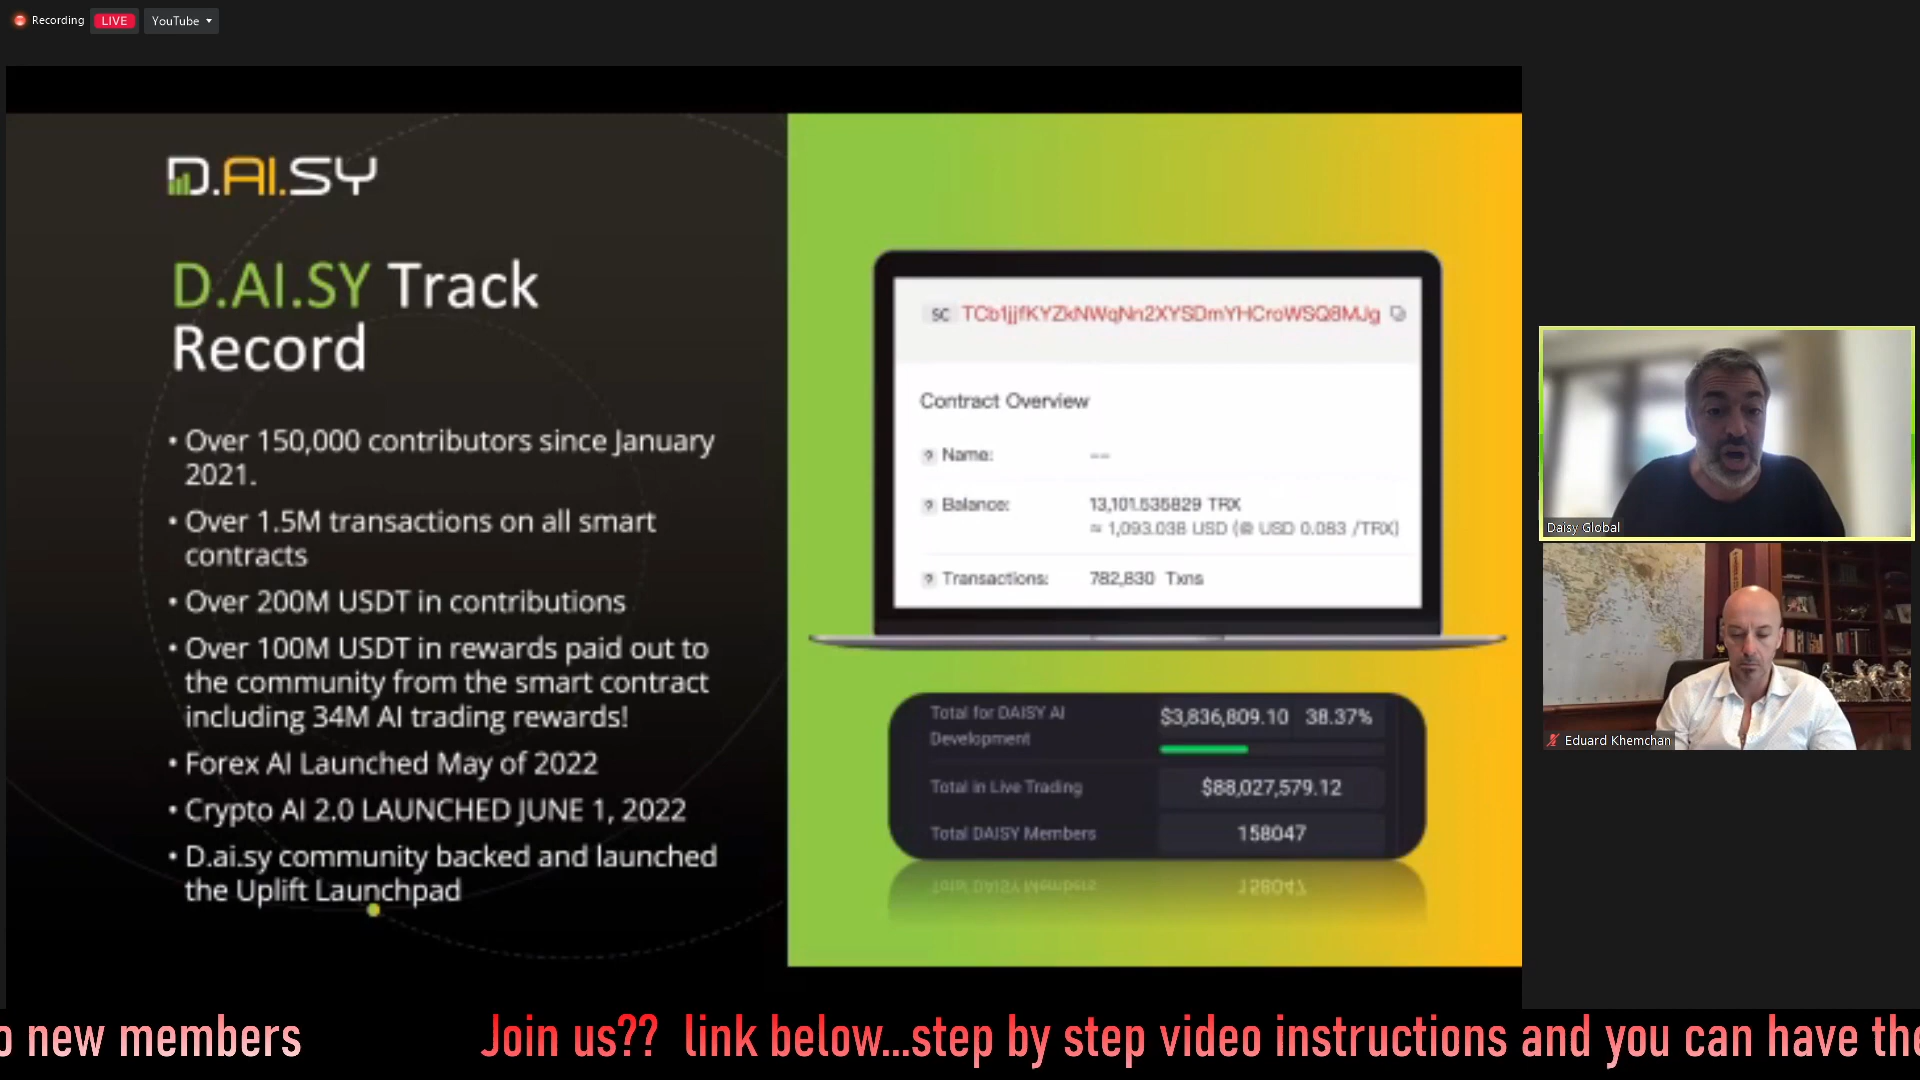 Recording LIVE YouTube
D.AI.SY
D.AI.SY Track
Record
• Over 150,000 contributors since January
2021.
• Over 1.5M transactions on all smart
contracts
• Over 200M USDT in contributions
• Over 100M USDT in rewards paid out to
the community from the smart contract
including 34M AI trading rewards!
• Forex AI Launched May of 2022
• Crypto AI 2.0 LAUNCHED JUNE 1, 2022
• D.ai.sy community backed and launched
the Uplift Launchpad
SC TCb1jjfKYZkNWqNn2XYSDmYHCroWSQ8MJg
Contract Overview
? Name: --
? Balance: 13,101.535829 TRX
≈ 1,093.038 USD (@ USD 0.083 /TRX)
? Transactions: 782,830 Txns
Total for DAISY AI
Development
$3,836,809.10 38.37%
Total in Live Trading $88,027,579.12
Total DAISY Members 158047
Daisy Global
Eduard Khemchan
o new members Join us?? link below...step by step video instructions and you can have the